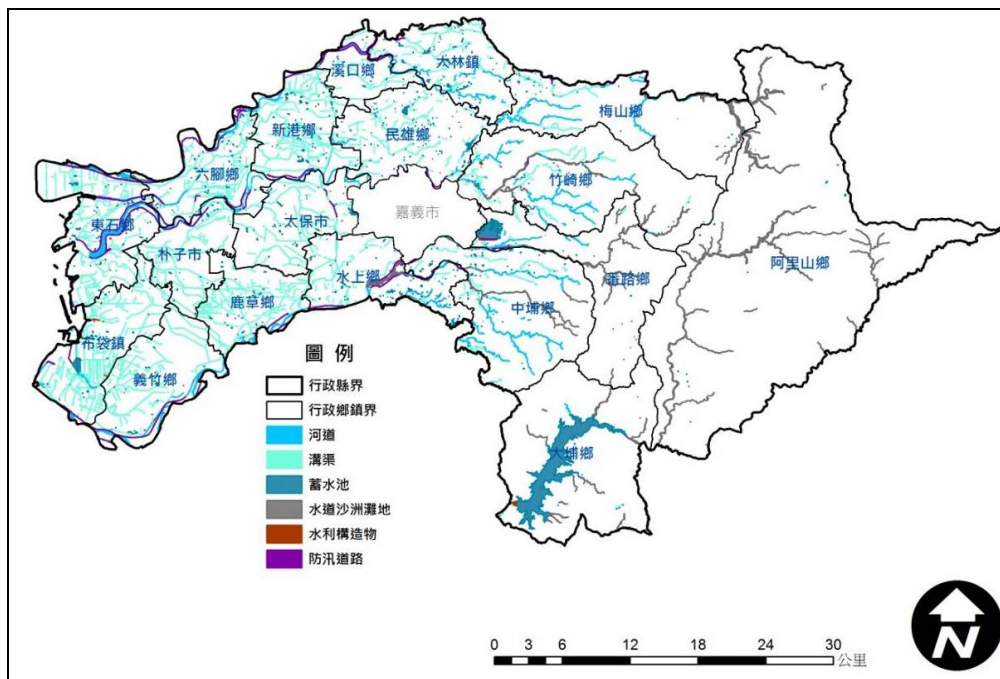 大林鎮
溪口鄉
梅山鄉
新港鄉
民雄鄉
六腳鄉
竹崎鄉
東石鄉
太保市
嘉義市
朴子市
水上鄉
番路鄉
阿里山鄉
鹿草鄉
中埔鄉
布袋鎮
義竹鄉
大埔鄉
圖例
行政縣界
行政鄉鎮界
河道
溝渠
蓄水池
水道沙洲灘地
水利構造物
防汛道路
0 3 6 12 18 24 30
公里
N